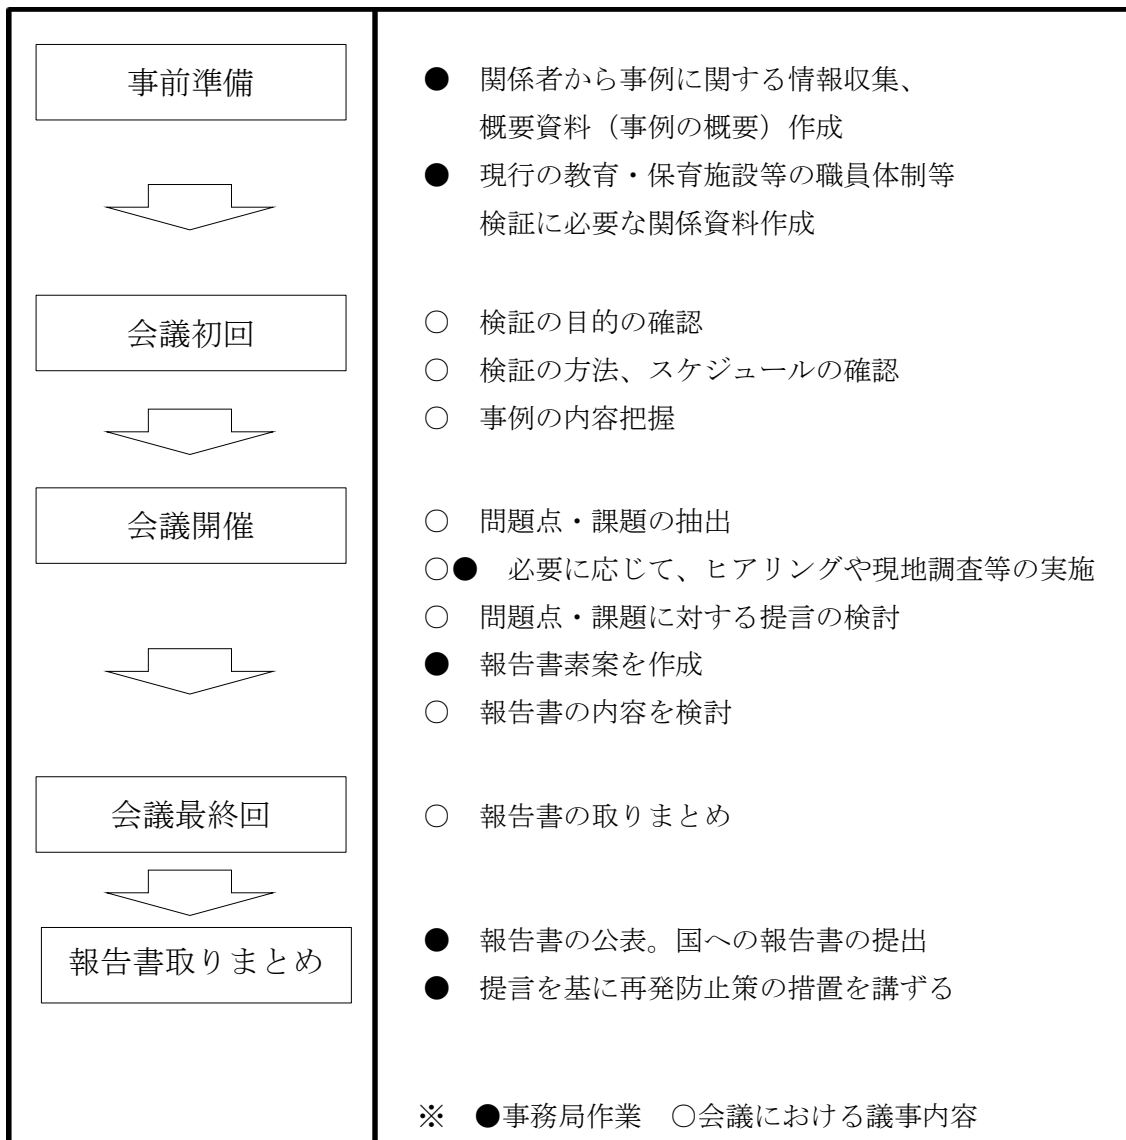 事前準備
● 関係者から事例に関する情報収集、
概要資料（事例の概要）作成
● 現行の教育・保育施設等の職員体制等
検証に必要な関係資料作成
会議初回
○ 検証の目的の確認
○ 検証の方法、スケジュールの確認
○ 事例の内容把握
会議開催
○ 問題点・課題の抽出
○● 必要に応じて、ヒアリングや現地調査等の実施
○ 問題点・課題に対する提言の検討
● 報告書素案を作成
○ 報告書の内容を検討
会議最終回
○ 報告書の取りまとめ
報告書取りまとめ
● 報告書の公表。国への報告書の提出
● 提言を基に再発防止策の措置を講ずる
※ ●事務局作業 ○会議における議事内容